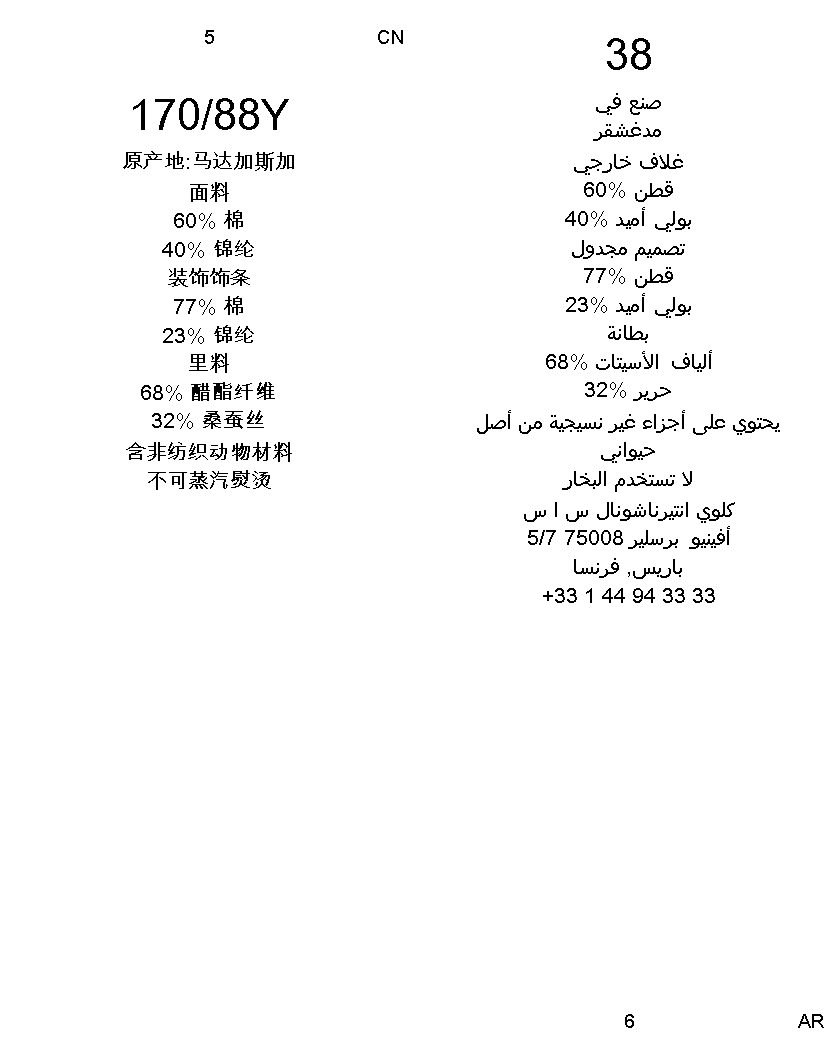 5
CN
170/88Y
原产地:马达加斯加
面料
60% 棉
40% 锦纶
装饰饰条
77% 棉
23% 锦纶
里料
68% 醋酯纤维
32% 桑蚕丝
含非纺织动物材料
不可蒸汽熨烫
38
صنع في
مدغشقر
غلاف خارجي
قطن %60
بولي أميد %40
تصميم مجدول
قطن %77
بولي أميد %23
بطانة
ألياف الأسيتات %68
حرير %32
يحتوي على أجزاء غير نسيجية من أصل
حيواني
لا تستخدم البخار
كلوي انتيرناشونال س ا س
أفينيو برسلير 75008 5/7
باريس, فرنسا
+33 1 44 94 33 33
6
AR